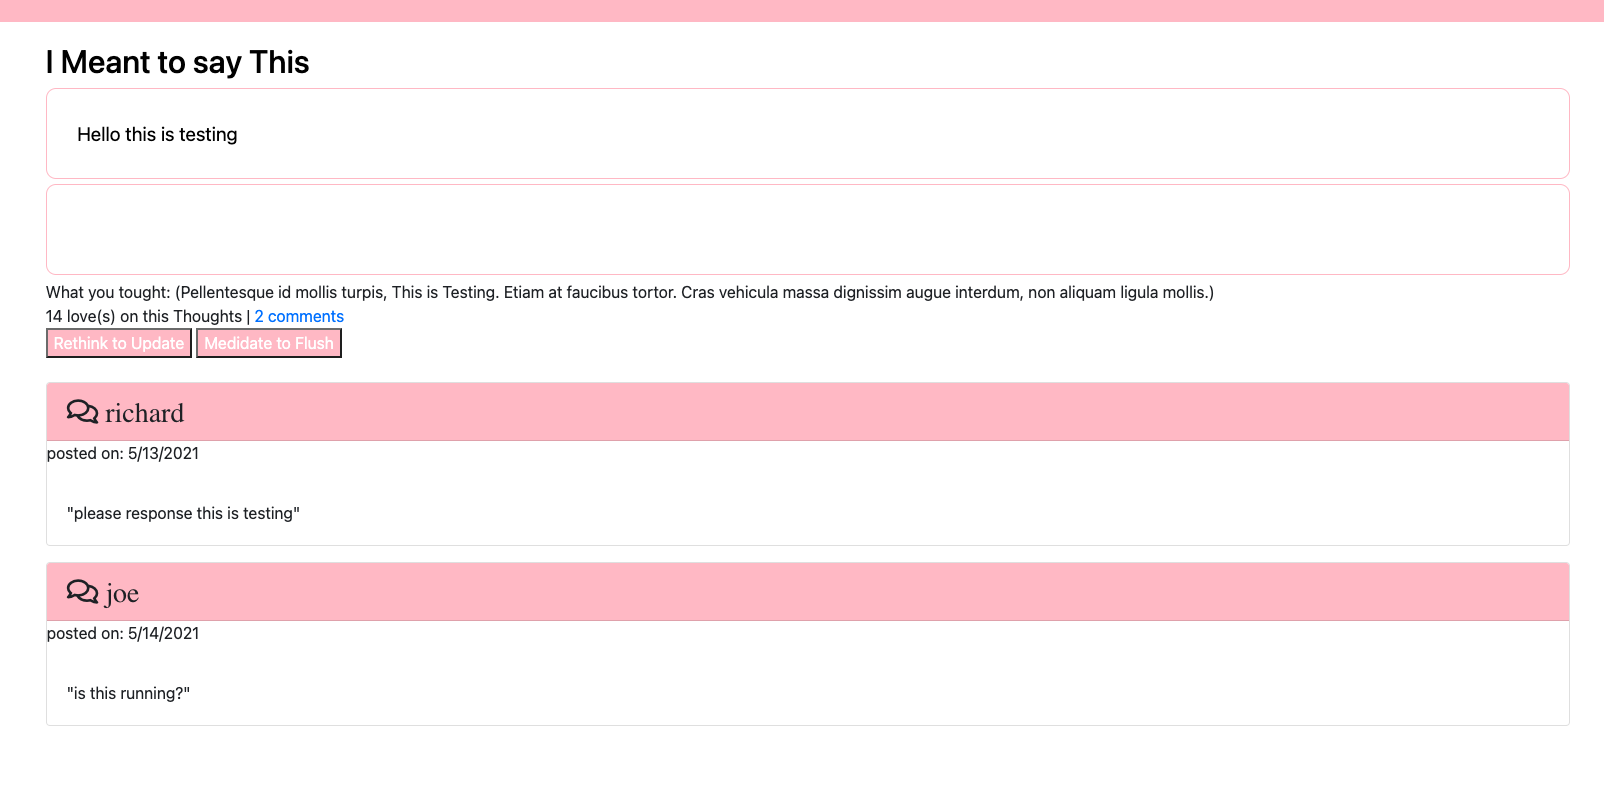 I Meant to say This
Hello this is testing
What you tought: (Pellentesque id mollis turpis, This is Testing. Etiam at faucibus tortor. Cras vehicula massa dignissim augue interdum, non aliquam ligula mollis.)
14 love(s) on this Thoughts | 2 comments
Rethink to Update Medidate to Flush
richard
posted on: 5/13/2021
"please response this is testing"
joe
posted on: 5/14/2021
"is this running?"